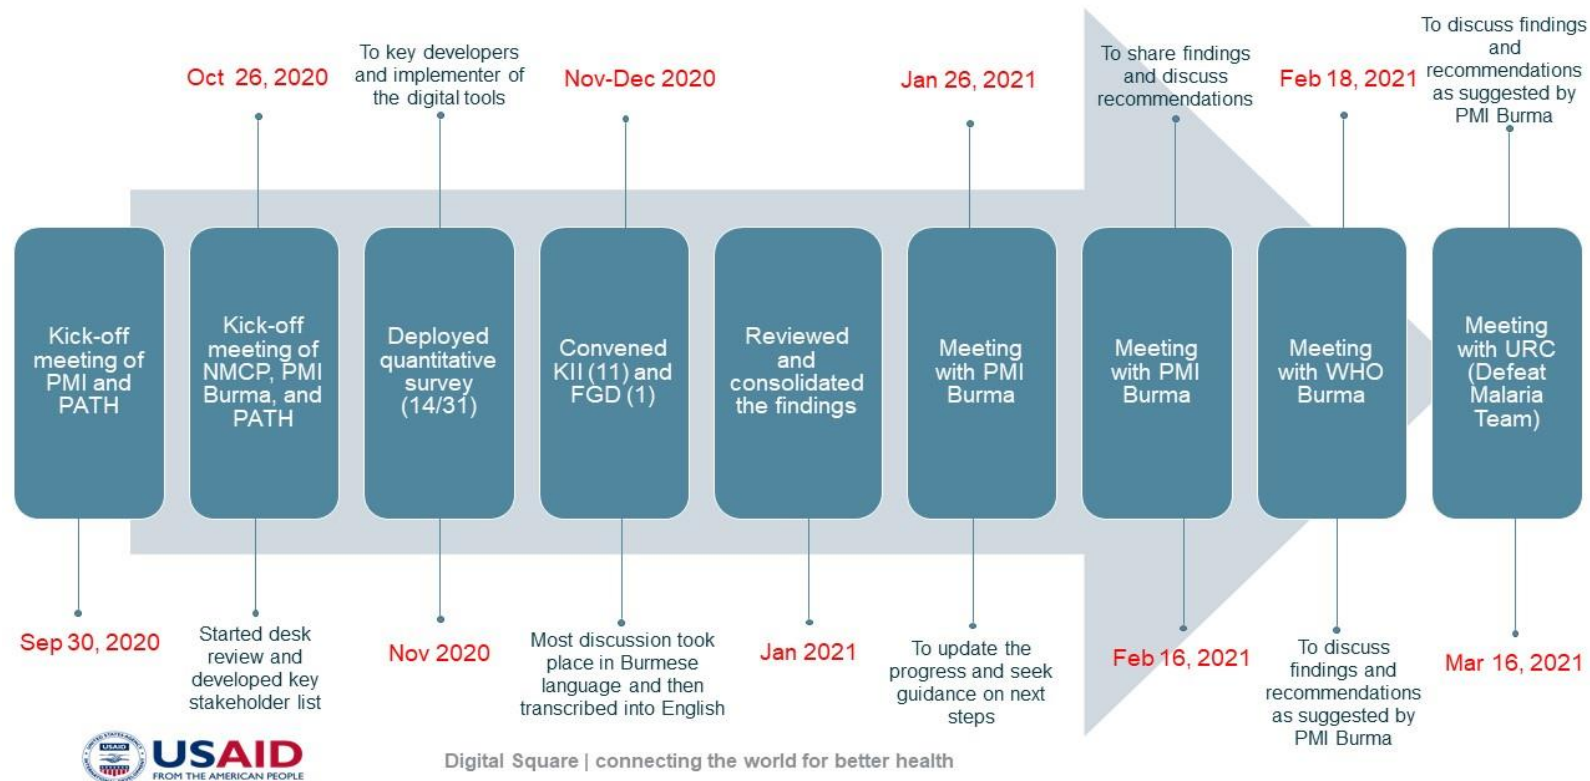 Oct 26, 2020
To key developers
and implementer of
the digital tools
Nov-Dec 2020
Jan 26, 2021
To share findings
and discuss
recommendations
Feb 18, 2021
To discuss findings
and
recommendations
as suggested by
PMI Burma
Kick-off
meeting of
PMI and
PATH
Kick-off
meeting of
NMCP, PMI
Burma, and
PATH
Deployed
quantitative
survey
(14/31)
Convened
KII (11) and
FGD (1)
Reviewed
and
consolidated
the findings
Meeting
with PMI
Burma
Meeting
with PMI
Burma
Meeting
with WHO
Burma
Meeting
with URC
(Defeat
Malaria
Team)
Sep 30, 2020
Started desk
review and
developed key
stakeholder list
Nov 2020
Most discussion took
place in Burmese
language and then
transcribed into English
Jan 2021
To update the
progress and seek
guidance on next
steps
Feb 16, 2021
To discuss
findings and
recommendations
as suggested by
PMI Burma
Mar 16, 2021
USAID
USAID
FROM THE AMERICAN PEOPLE
Digital Square | connecting the world for better health